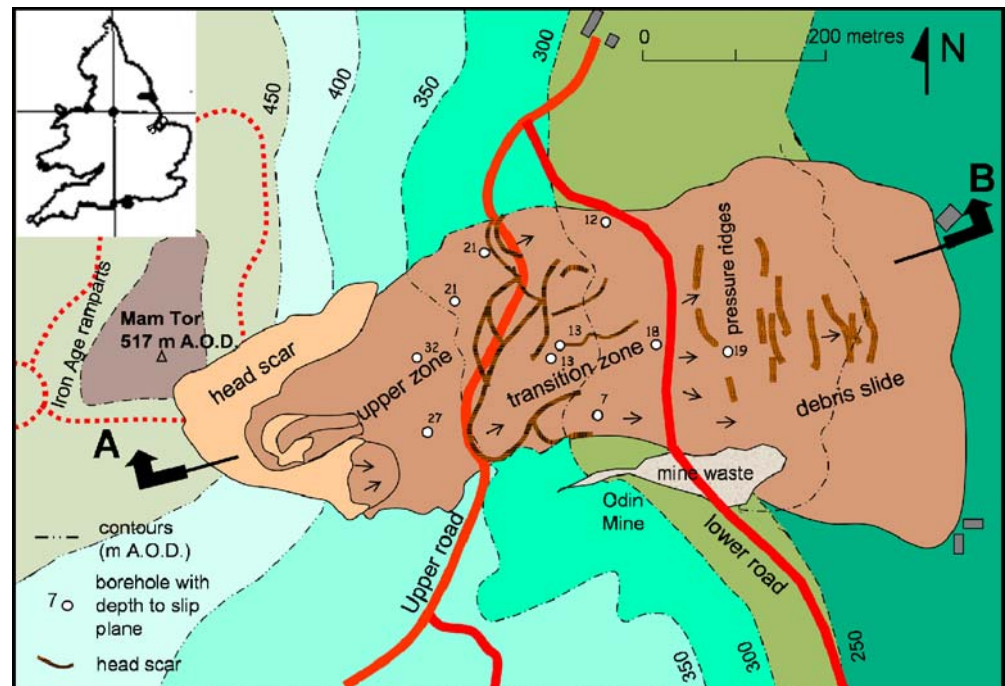 0 200 metres
N
300
350
400
450
B
12
21
21
Iron Age ramparts
Mam Tor
517 m A.O.D.
head scar
32
upper zone
27
13
13
18
transition zone
7
pressure ridges
19
debris slide
A
mine waste
Odin
Mine
Upper road
lower road
contours
(m A.O.D.)
7 borehole with
depth to slip
plane
head scar
350
300
250